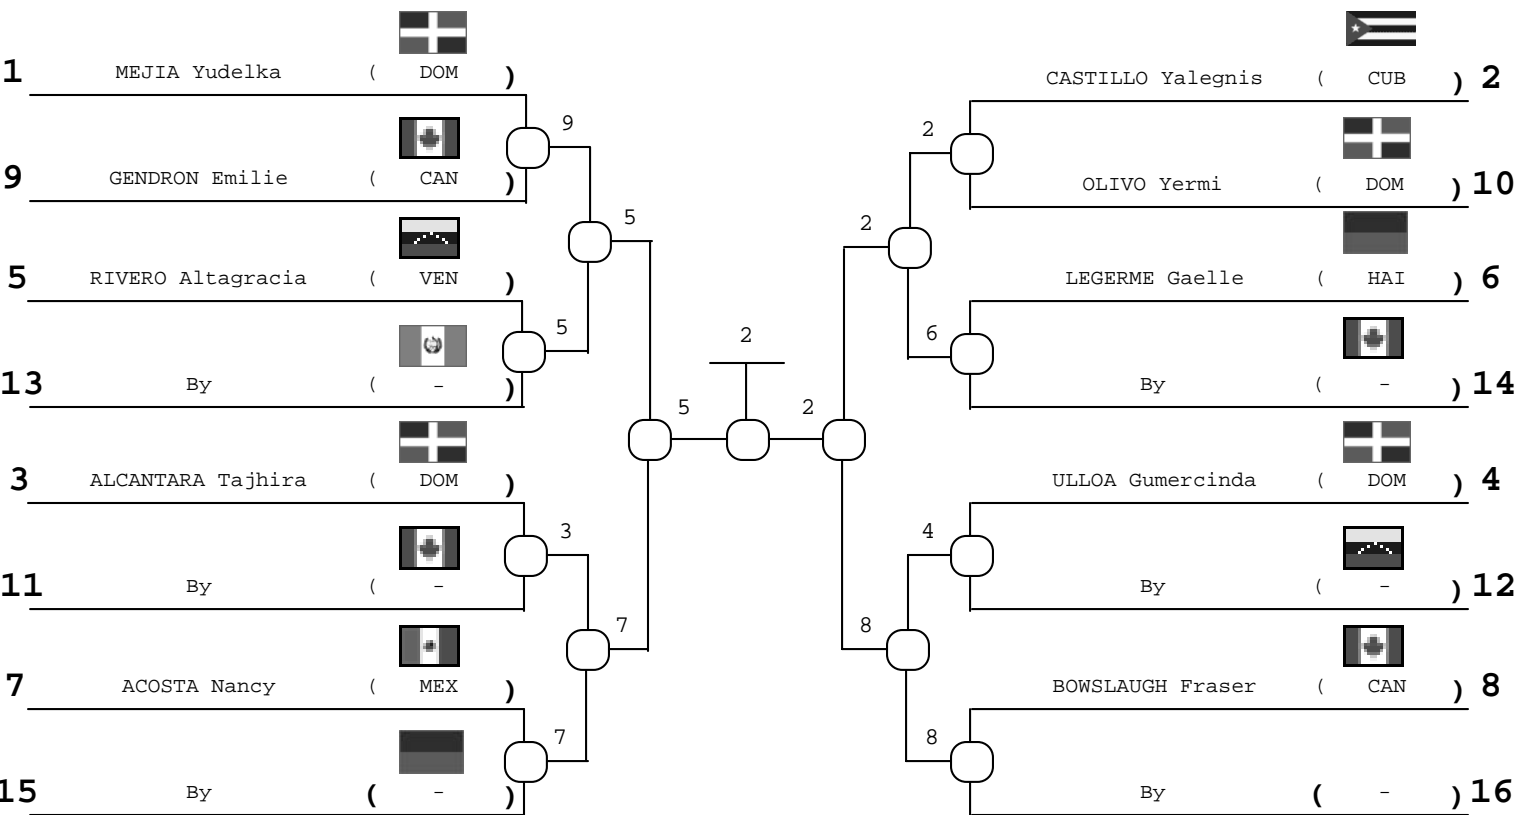 1 MEJIA Yudelka ( DOM )
9
9 GENDRON Emilie ( CAN )
5
5 RIVERO Altagracia ( VEN )
5
13 By ( - )
5
3 ALCANTARA Tajhira ( DOM )
3
11 By ( - )
7
7 ACOSTA Nancy ( MEX )
7
15 By ( - )
2
CASTILLO Yalegnis ( CUB ) 2
2
OLIVO Yermi ( DOM ) 10
2
LEGERME Gaelle ( HAI ) 6
6
By ( - ) 14
2
ULLOA Gumercinda ( DOM ) 4
4
By ( - ) 12
8
BOWSLAUGH Fraser ( CAN ) 8
8
By ( - ) 16